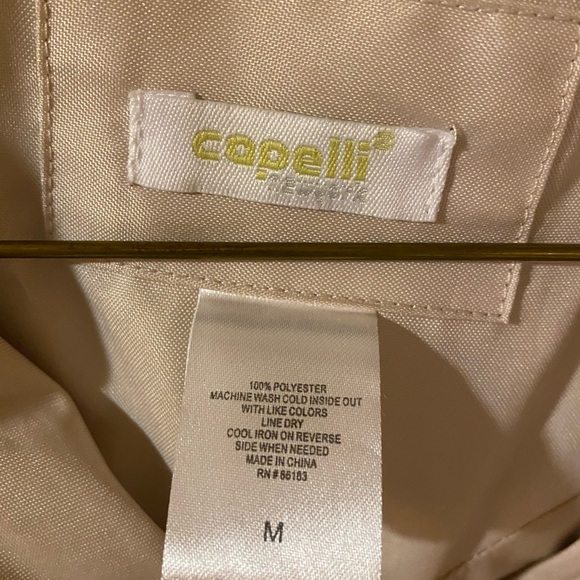 capelli
newyork
100% POLYESTER
MACHINE WASH COLD INSIDE OUT
WITH LIKE COLORS
LINE DRY
COOL IRON ON REVERSE
SIDE WHEN NEEDED
MADE IN CHINA
RN # 86183
M